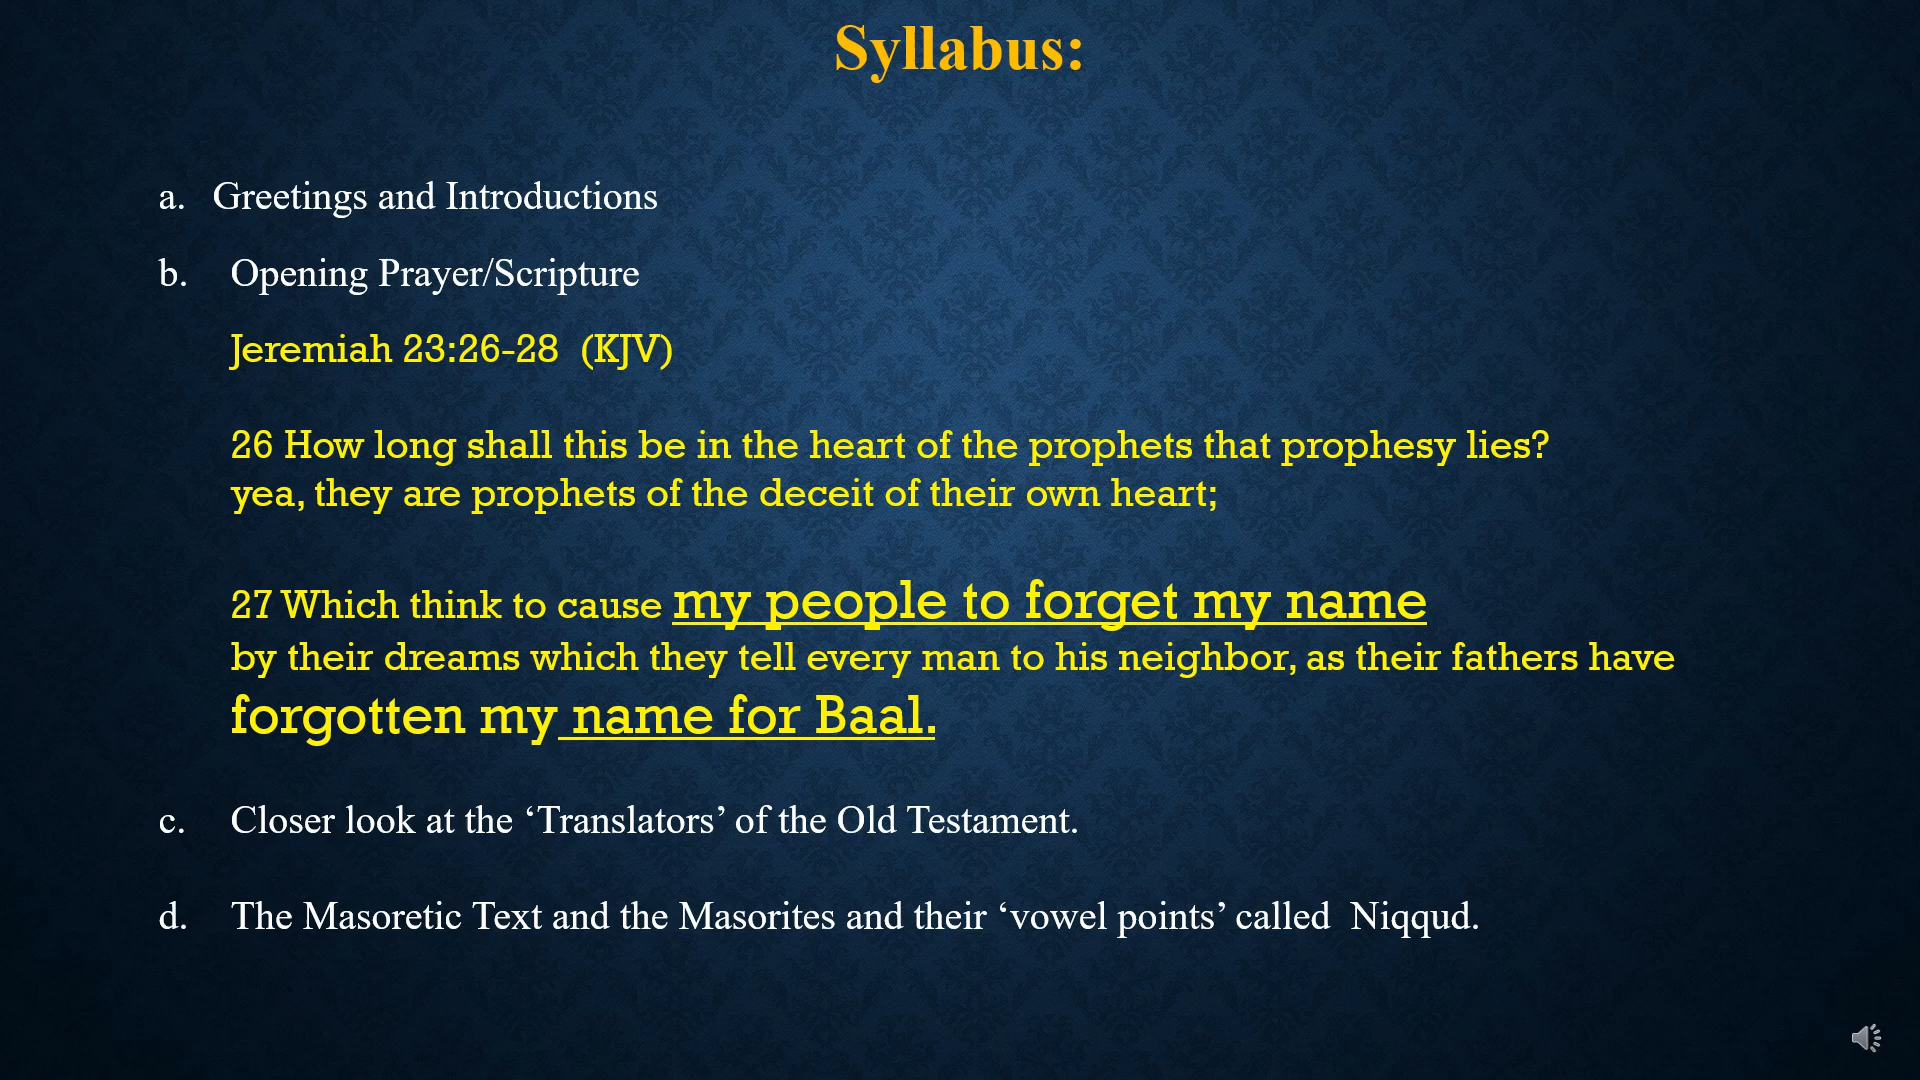 Syllabus:
a. Greetings and Introductions
b. Opening Prayer/Scripture
Jeremiah 23:26-28 (KJV)
26 How long shall this be in the heart of the prophets that prophesy lies?
yea, they are prophets of the deceit of their own heart;
27 Which think to cause my people to forget my name
by their dreams which they tell every man to his neighbor, as their fathers have
forgotten my name for Baal.
c. Closer look at the ‘Translators’ of the Old Testament.
d. The Masoretic Text and the Masorites and their ‘vowel points’ called Niqqud.